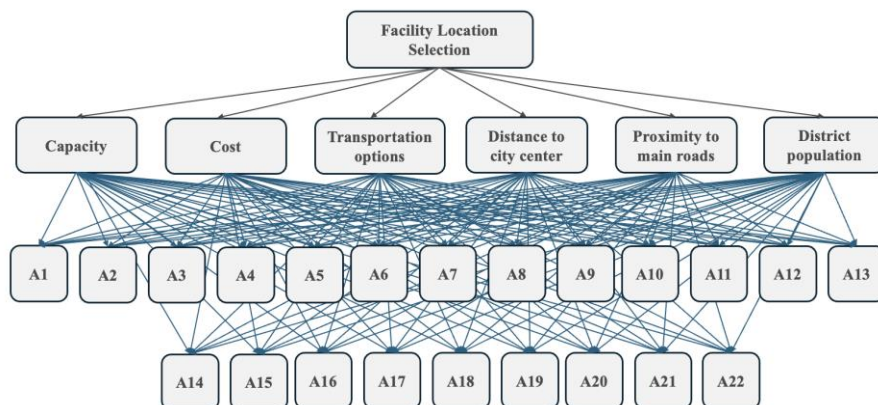 Facility Location
Selection
Capacity
Cost
Transportation
options
Distance to
city center
Proximity to
main roads
District
population
A1
A2
A3
A4
A5
A6
A7
A8
A9
A10
A11
A12
A13
A14
A15
A16
A17
A18
A19
A20
A21
A22